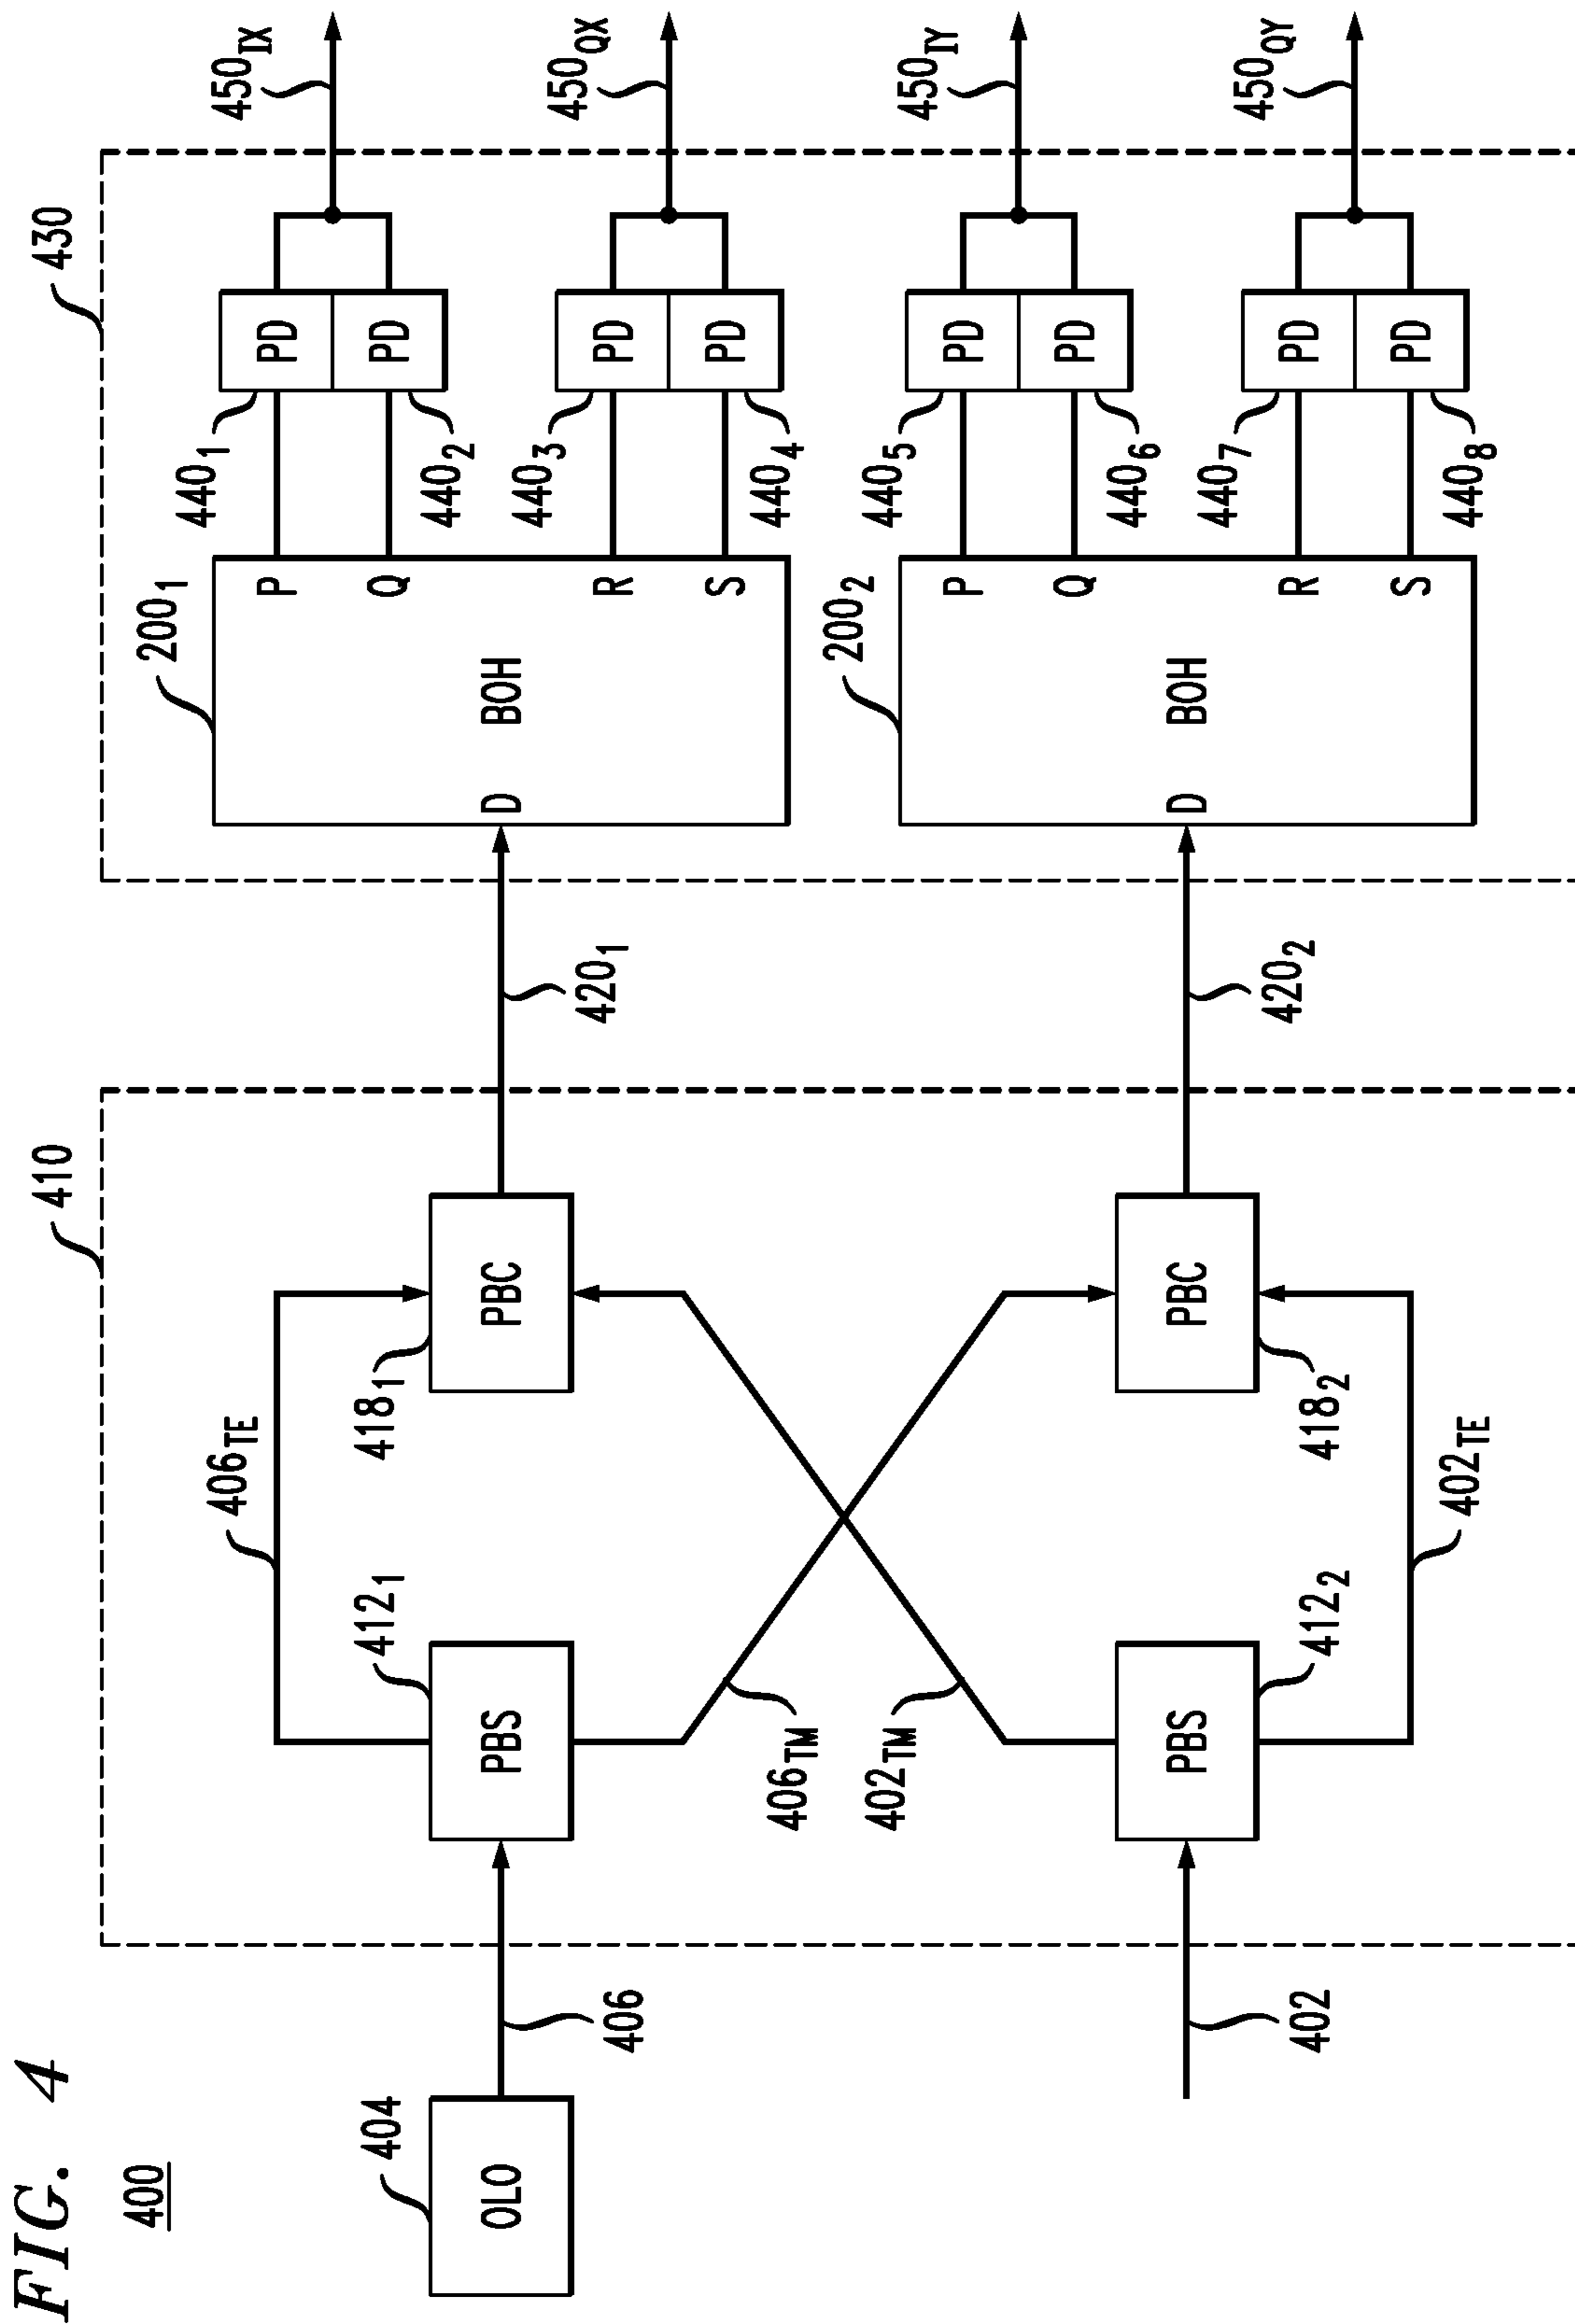 FIG. 4
400
OLO
404
406
402
410
PBS
412₁
PBS
412₂
406TE
406TM
402TM
402TE
PBC
418₁
PBC
418₂
420₁
420₂
430
200₁
D
BOH
P
Q
R
S
200₂
D
BOH
P
Q
R
S
440₁
PD
PD
440₂
440₃
PD
PD
440₄
440₅
PD
PD
440₆
440₇
PD
PD
440₈
450IX
450QX
450IY
450QY